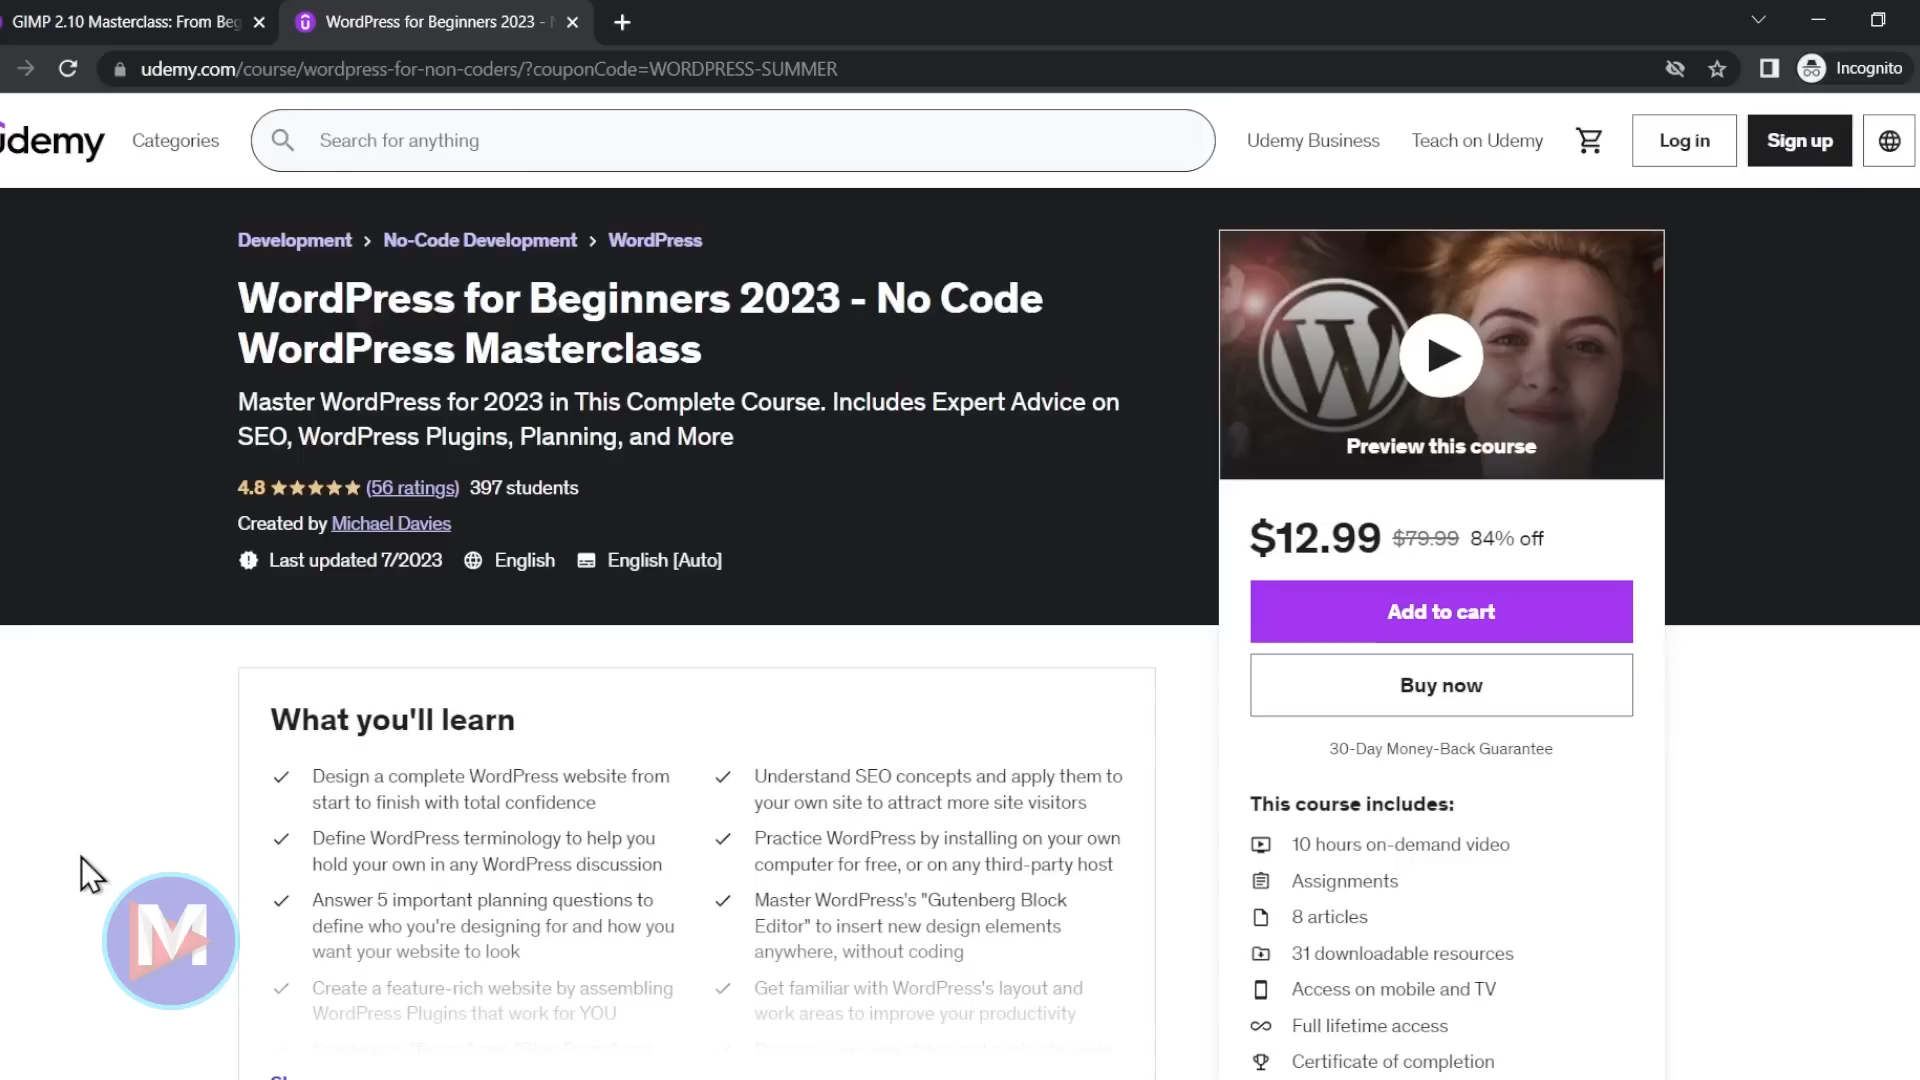 GIMP 2.10 Masterclass: From Beg
WordPress for Beginners 2023 -
udemy.com/course/wordpress-for-non-coders/?couponCode=WORDPRESS-SUMMER
Incognito
udemy
Categories
Search for anything
Udemy Business
Teach on Udemy
Log in
Sign up
Development > No-Code Development > WordPress
WordPress for Beginners 2023 - No Code
WordPress Masterclass
Master WordPress for 2023 in This Complete Course. Includes Expert Advice on
SEO, WordPress Plugins, Planning, and More
4.8 (56 ratings) 397 students
Created by Michael Davies
Last updated 7/2023 English English [Auto]
Preview this course
$12.99 $79.99 84% off
Add to cart
Buy now
30-Day Money-Back Guarantee
This course includes:
10 hours on-demand video
Assignments
8 articles
31 downloadable resources
Access on mobile and TV
Full lifetime access
Certificate of completion
What you'll learn
Design a complete WordPress website from
start to finish with total confidence
Define WordPress terminology to help you
hold your own in any WordPress discussion
Answer 5 important planning questions to
define who you're designing for and how you
want your website to look
Create a feature-rich website by assembling
WordPress Plugins that work for YOU
Understand SEO concepts and apply them to
your own site to attract more site visitors
Practice WordPress by installing on your own
computer for free, or on any third-party host
Master WordPress's "Gutenberg Block
Editor" to insert new design elements
anywhere, without coding
Get familiar with WordPress's layout and
work areas to improve your productivity
M